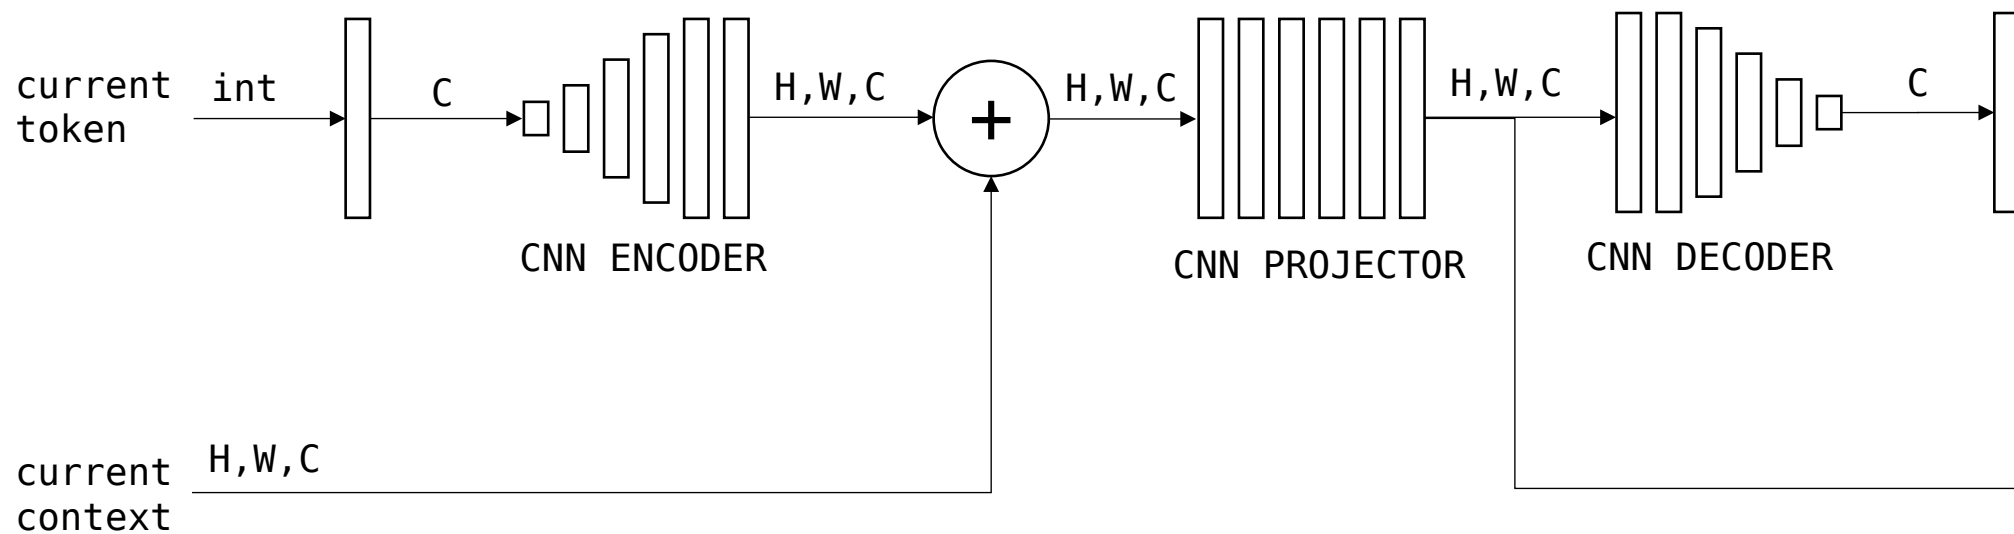 current
token
int
C
H,W,C
+
H,W,C
H,W,C
C
CNN ENCODER
CNN PROJECTOR
CNN DECODER
current
context
H,W,C